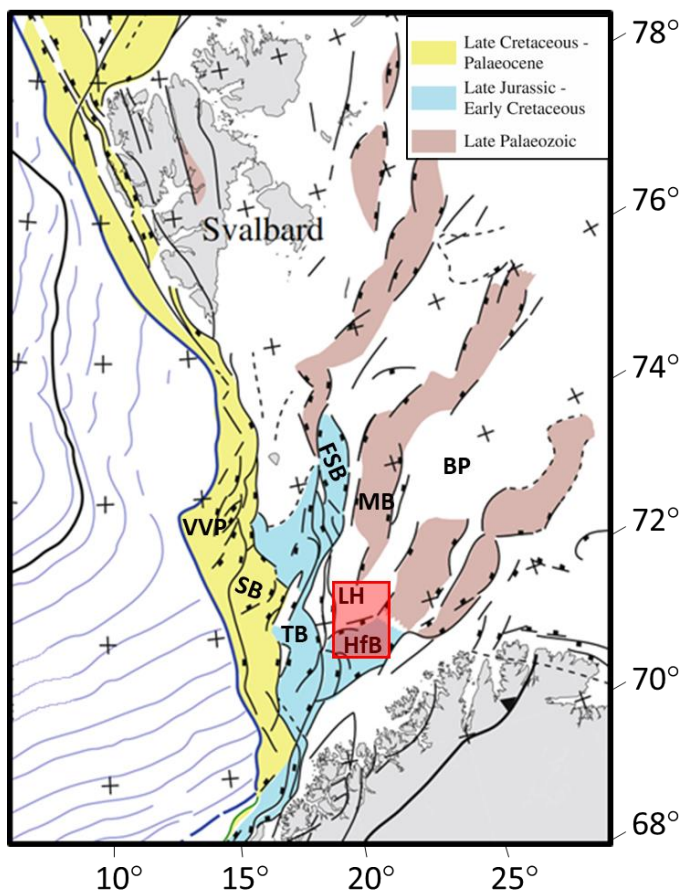 Late Cretaceous -
Palaeocene
Late Jurassic -
Early Cretaceous
Late Palaeozoic
78°
76°
Svalbard
74°
FSB
BP
MB
VVP
72°
SB
LH
TB
HfB
70°
68°
10°
15°
20°
25°